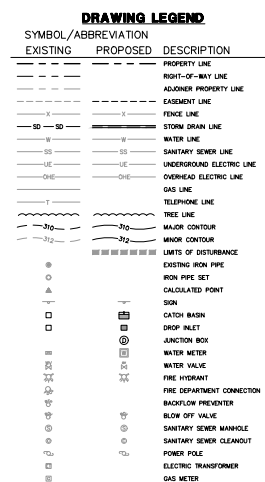 DRAWING LEGEND
SYMBOL/ABBREVIATION
EXISTING PROPOSED DESCRIPTION
PROPERTY LINE
RIGHT-OF-WAY LINE
ADJOINER PROPERTY LINE
EASEMENT LINE
X X FENCE LINE
SD SD STORM DRAIN LINE
W W WATER LINE
SS SS SANITARY SEWER LINE
UE UE UNDERGROUND ELECTRIC LINE
OHE OHE OVERHEAD ELECTRIC LINE
GAS LINE
T TELEPHONE LINE
TREE LINE
310 310 MAJOR CONTOUR
312 312 MINOR CONTOUR
LIMITS OF DISTURBANCE
EXISTING IRON PIPE
IRON PIPE SET
CALCULATED POINT
SIGN
CATCH BASIN
DROP INLET
D JUNCTION BOX
WATER METER
WATER VALVE
FIRE HYDRANT
FIRE DEPARTMENT CONNECTION
BACKFLOW PREVENTER
BLOW OFF VALVE
S S SANITARY SEWER MANHOLE
SANITARY SEWER CLEANOUT
POWER POLE
ELECTRIC TRANSFORMER
GAS METER